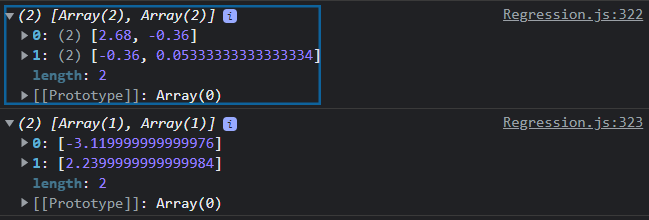 ▼(2) [Array(2), Array(2)] i Regression.js:322
▶0: (2) [2.68, -0.36]
▶1: (2) [-0.36, 0.05333333333333334]
length: 2
▶[[Prototype]]: Array(0)
▼(2) [Array(1), Array(1)] i Regression.js:323
▶0: [-3.119999999999976]
▶1: [2.2399999999999984]
length: 2
▶[[Prototype]]: Array(0)